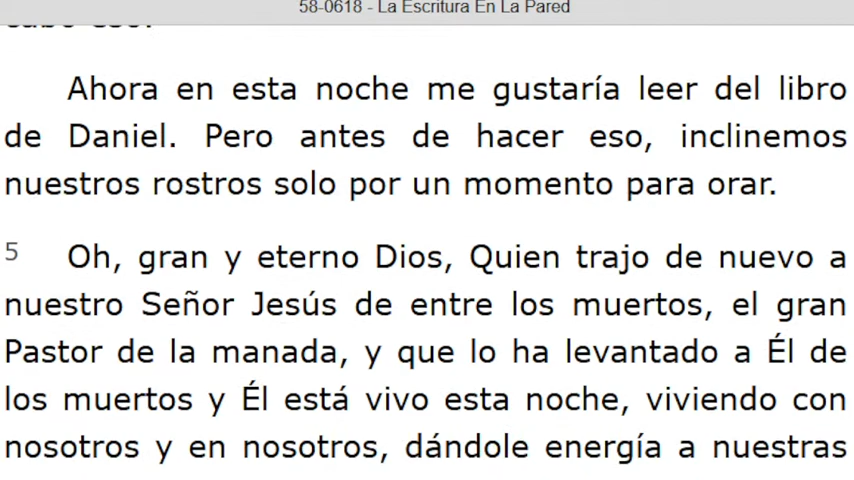 58-0618 - La Escritura En La Pared
Ahora en esta noche me gustaría leer del libro
de Daniel. Pero antes de hacer eso, inclinemos
nuestros rostros solo por un momento para orar.
5 Oh, gran y eterno Dios, Quien trajo de nuevo a
nuestro Señor Jesús de entre los muertos, el gran
Pastor de la manada, y que lo ha levantado a Él de
los muertos y Él está vivo esta noche, viviendo con
nosotros y en nosotros, dándole energía a nuestras